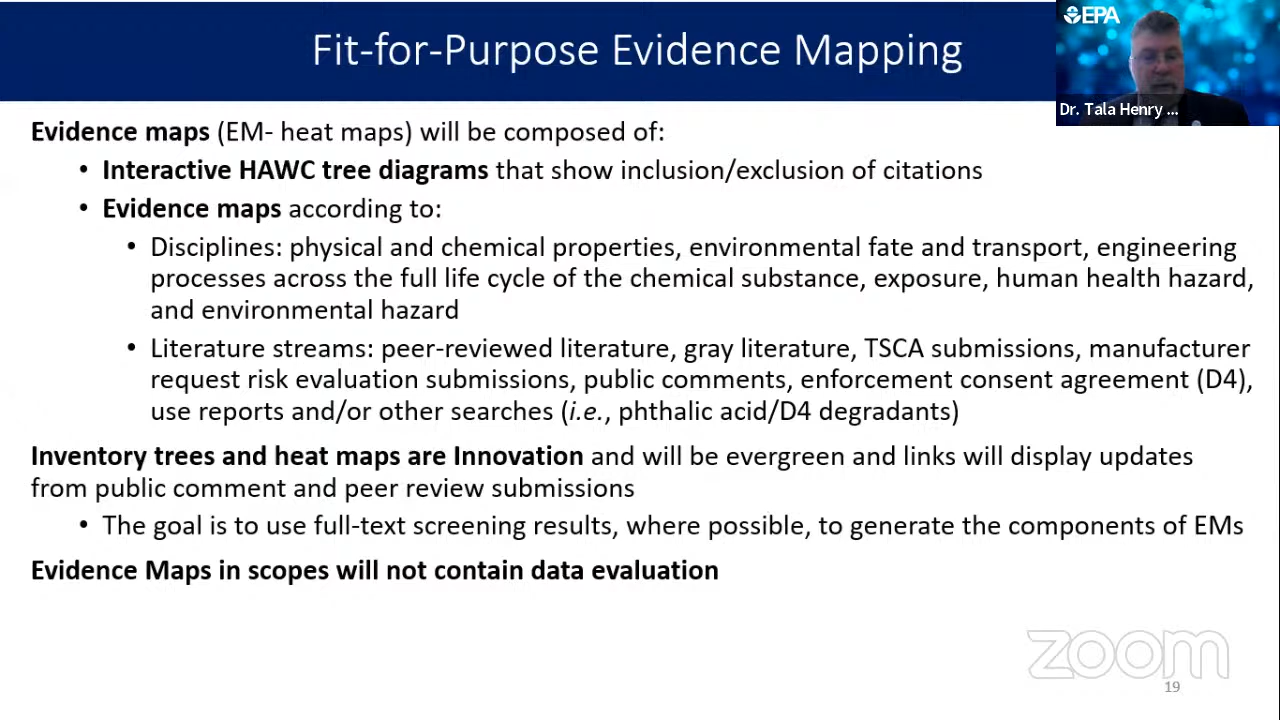 Fit-for-Purpose Evidence Mapping
EPA
Dr. Tala Henry ...
Evidence maps (EM- heat maps) will be composed of:
• Interactive HAWC tree diagrams that show inclusion/exclusion of citations
• Evidence maps according to:
• Disciplines: physical and chemical properties, environmental fate and transport, engineering
processes across the full life cycle of the chemical substance, exposure, human health hazard,
and environmental hazard
• Literature streams: peer-reviewed literature, gray literature, TSCA submissions, manufacturer
request risk evaluation submissions, public comments, enforcement consent agreement (D4),
use reports and/or other searches (i.e., phthalic acid/D4 degradants)
Inventory trees and heat maps are Innovation and will be evergreen and links will display updates
from public comment and peer review submissions
• The goal is to use full-text screening results, where possible, to generate the components of EMs
Evidence Maps in scopes will not contain data evaluation
zoom
19